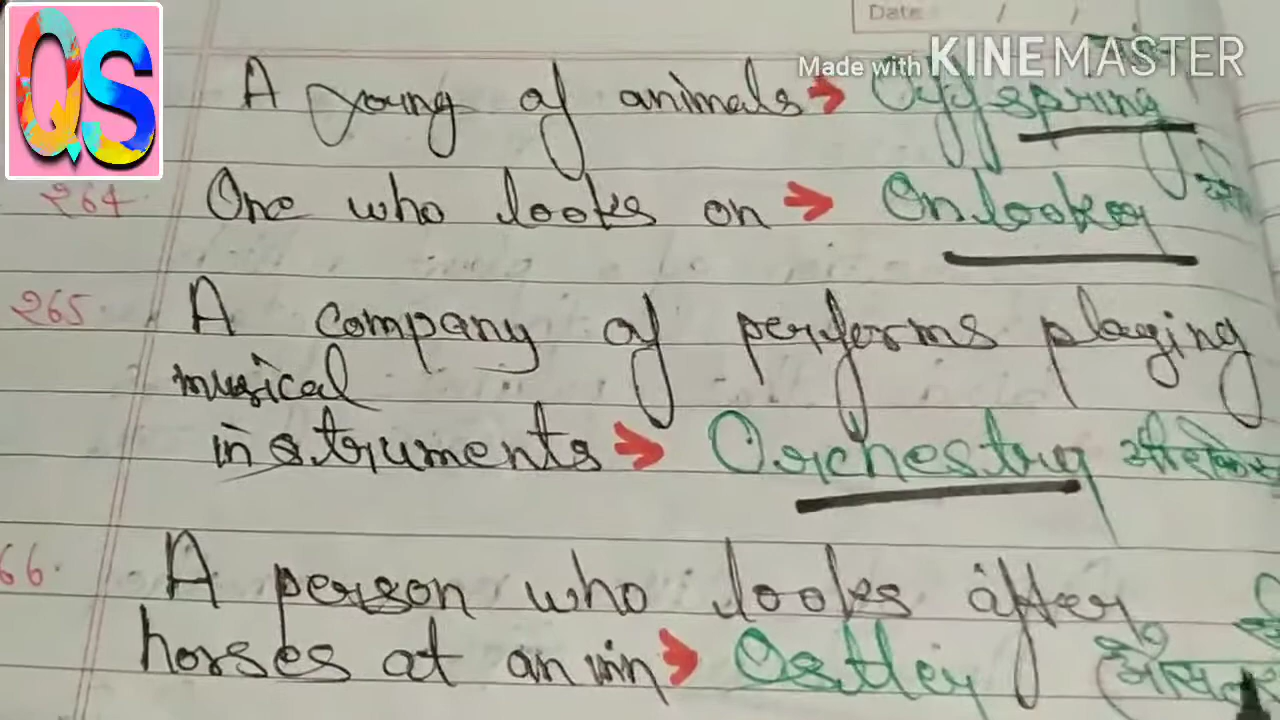 Date / /
QS
Made with KINEMASTER
A young of animals → Offspring
264. One who looks on → Onlooker
265. A company of performs playing
musical
instruments → Orchestra
66. A person who looks after
horses at an inn → Ostler